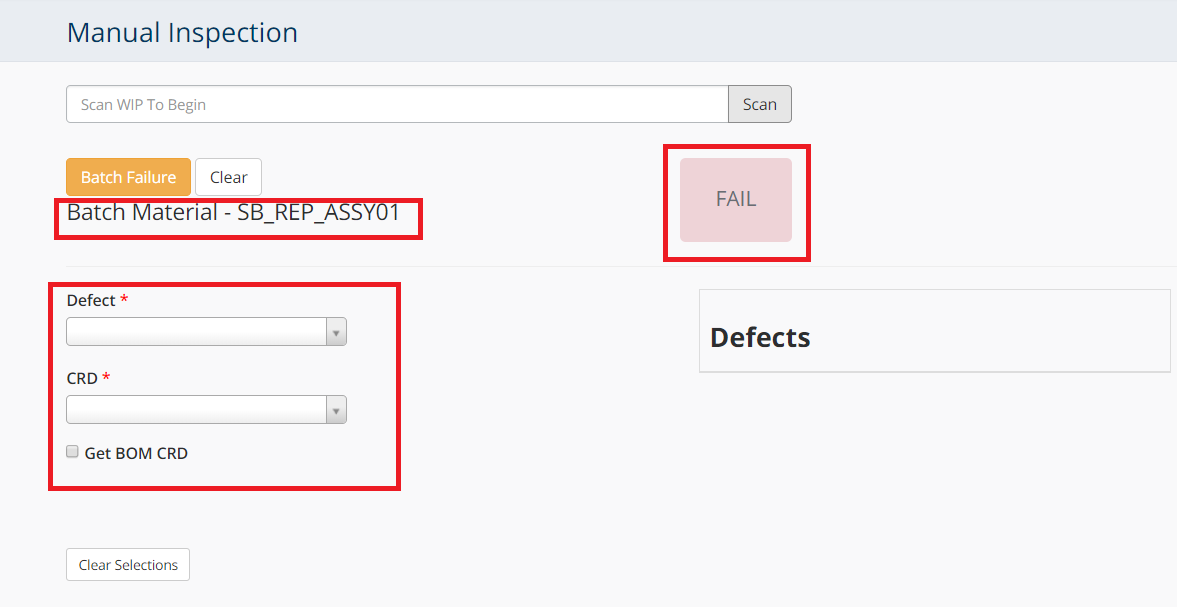 Manual Inspection
Scan WIP To Begin
Scan
Batch Failure
Clear
Batch Material - SB_REP_ASSY01
FAIL
Defect *
CRD *
Get BOM CRD
Defects
Clear Selections